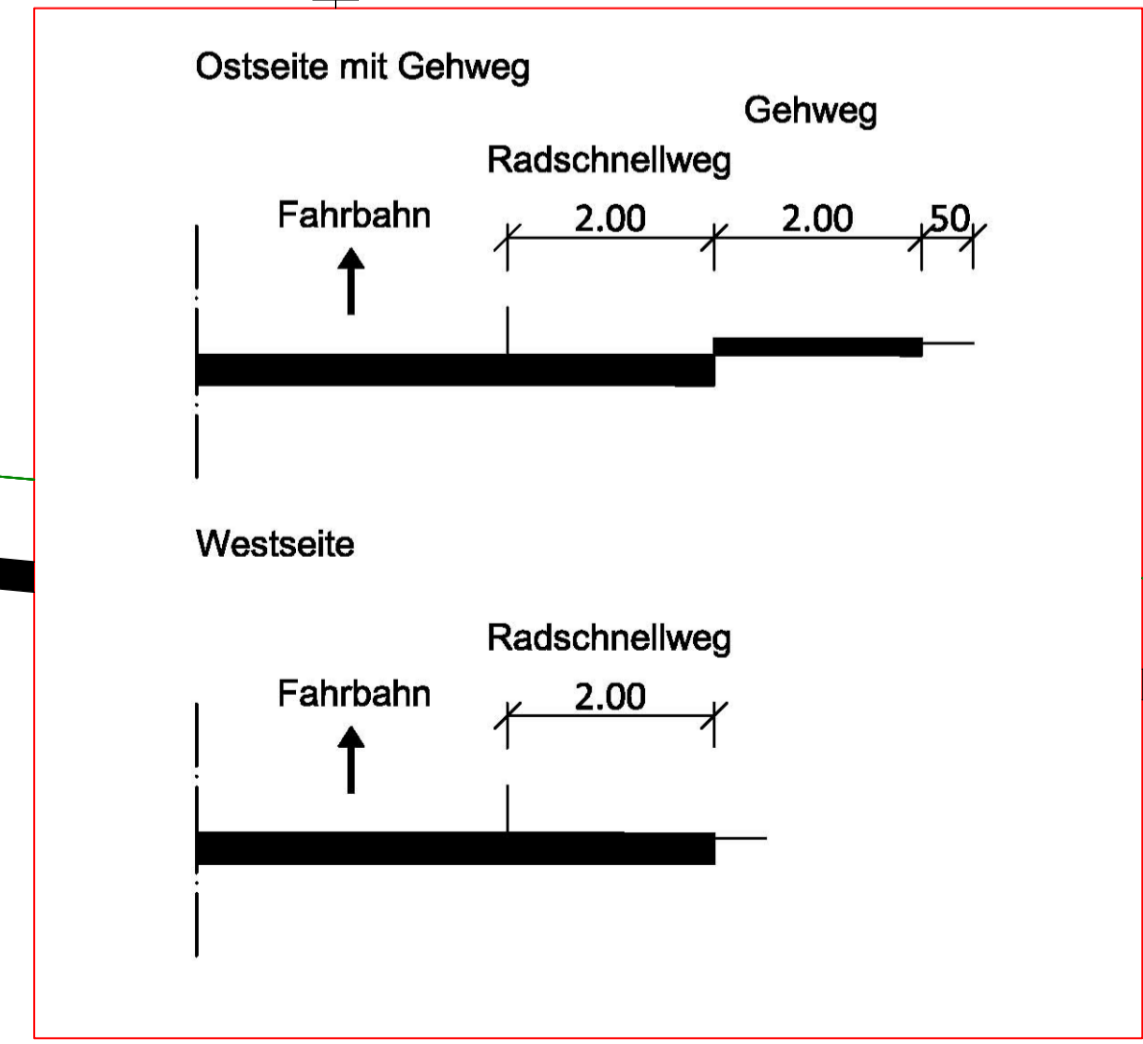 Ostseite mit Gehweg
Gehweg
Radschnellweg
Fahrbahn
2.00 2.00 50
Westseite
Radschnellweg
Fahrbahn
2.00